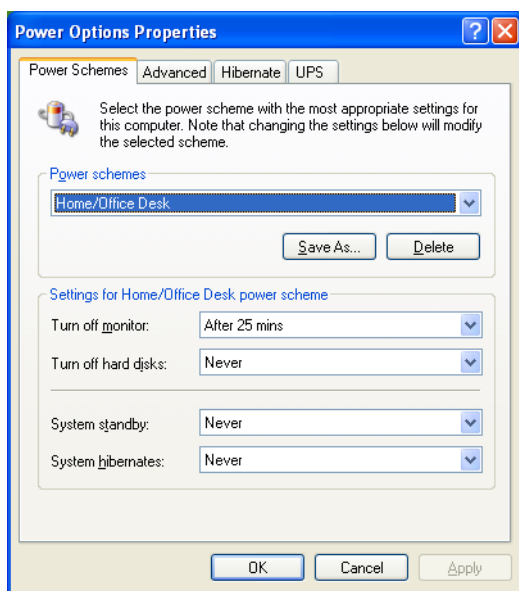 Power Options Properties
Power Schemes Advanced Hibernate UPS
Select the power scheme with the most appropriate settings for
this computer. Note that changing the settings below will modify
the selected scheme.
Power schemes
Home/Office Desk
Save As... Delete
Settings for Home/Office Desk power scheme
Turn off monitor: After 25 mins
Turn off hard disks: Never
System standby: Never
System hibernates: Never
OK Cancel Apply